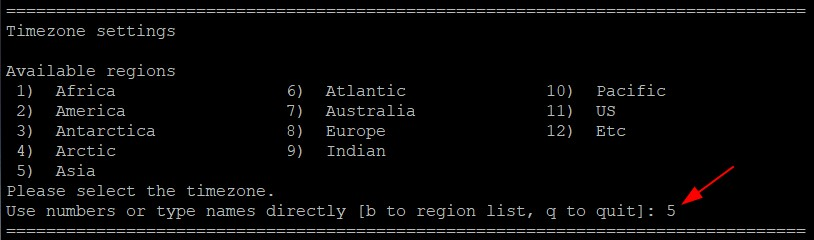 ================================================================================
Timezone settings
Available regions
1)  Africa                 6)  Atlantic              10)  Pacific
2)  America                7)  Australia             11)  US
3)  Antarctica             8)  Europe                12)  Etc
4)  Arctic                 9)  Indian
5)  Asia
Please select the timezone.
Use numbers or type names directly [b to region list, q to quit]: 5
================================================================================